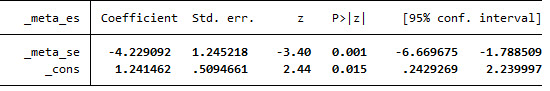 _meta_es Coefficient Std. err. z P>|z| [95% conf. interval]
_meta_se -4.229092 1.245218 -3.40 0.001 -6.669675 -1.788509
_cons 1.241462 .5094661 2.44 0.015 .2429269 2.239997